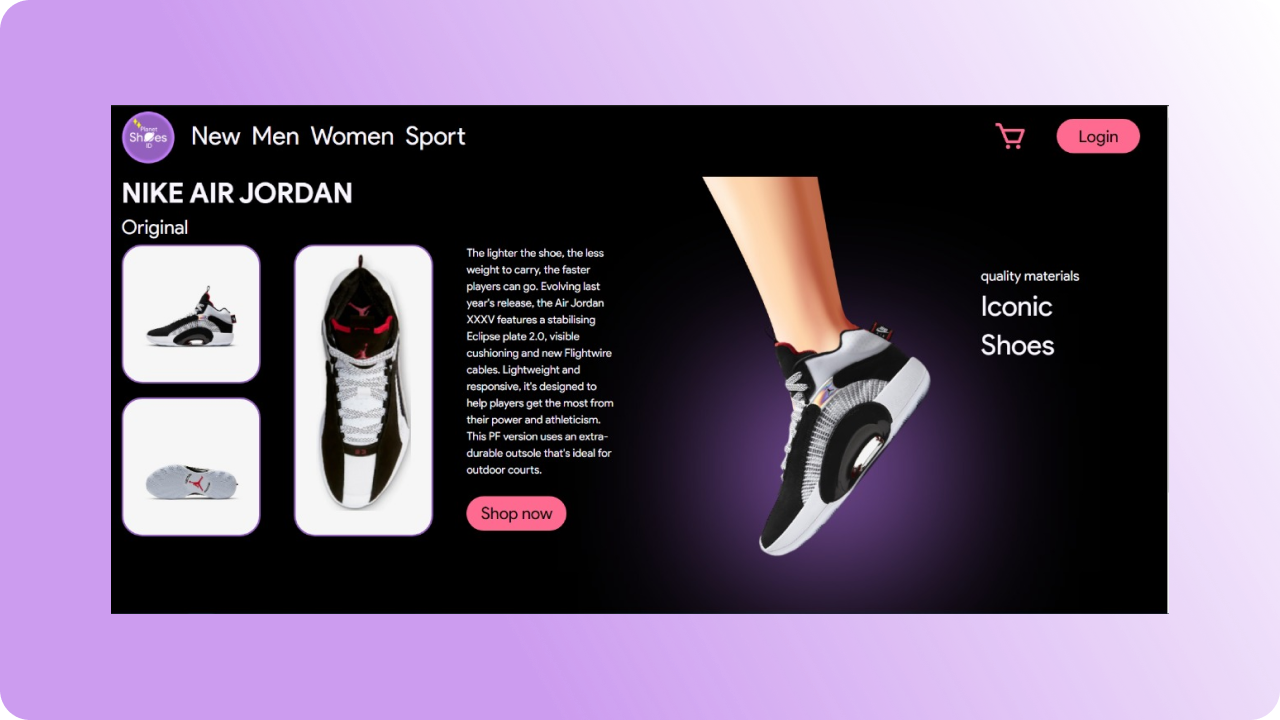 Planet
Shoes
ID
New Men Women Sport
Login
NIKE AIR JORDAN
Original
The lighter the shoe, the less
weight to carry, the faster
players can go. Evolving last
year's release, the Air Jordan
XXXV features a stabilising
Eclipse plate 2.0, visible
cushioning and new Flightwire
cables. Lightweight and
responsive, it's designed to
help players get the most from
their power and athleticism.
This PF version uses an extra-
durable outsole that's ideal for
outdoor courts.
Shop now
quality materials
Iconic
Shoes